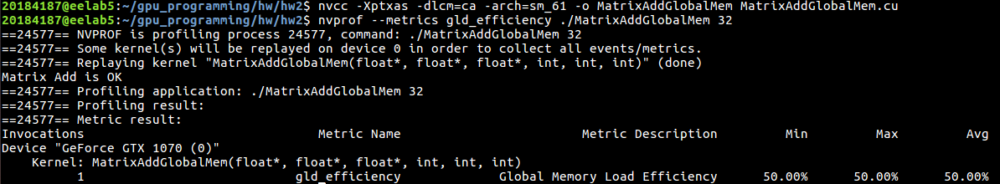 20184187@eelab5:~/gpu_programming/hw/hw2$ nvcc -Xptxas -dlcm=ca -arch=sm_61 -o MatrixAddGlobalMem MatrixAddGlobalMem.cu
20184187@eelab5:~/gpu_programming/hw/hw2$ nvprof --metrics gld_efficiency ./MatrixAddGlobalMem 32
==24577== NVPROF is profiling process 24577, command: ./MatrixAddGlobalMem 32
==24577== Some kernel(s) will be replayed on device 0 in order to collect all events/metrics.
==24577== Replaying kernel "MatrixAddGlobalMem(float*, float*, float*, int, int, int)" (done)
Matrix Add is OK
==24577== Profiling application: ./MatrixAddGlobalMem 32
==24577== Profiling result:
==24577== Metric result:
Invocations Metric Name Metric Description Min Max Avg
Device "GeForce GTX 1070 (0)"
Kernel: MatrixAddGlobalMem(float*, float*, float*, int, int, int)
1 gld_efficiency Global Memory Load Efficiency 50.00% 50.00% 50.00%